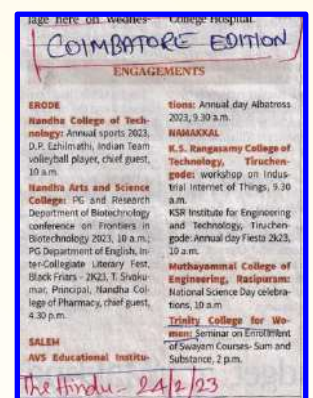 lage here on Wednes-
College Hospital.
COIMBATORE EDITION
ENGAGEMENTS
ERODE
Nandha College of Tech-
nology: Annual sports 2023,
D.P. Ezhilmathi, Indian Team
volleyball player, chief guest,
10 a.m.
Nandha Arts and Science
College: PG and Research
Department of Biotechnology
conference on Frontiers in
Biotechnology 2023, 10 a.m.;
PG Department of English, In-
ter-Collegiate Literary Fest,
Black Friars - 2K23, T. Sivaku-
mar, Principal, Nandha Col-
lege of Pharmacy, chief guest,
4.30 p.m.
SALEM
AVS Educational Institu-
tions: Annual day Albatross
2023, 9.30 a.m.
NAMAKKAL
K.S. Rangasamy College of
Technology, Tiruchen-
gode: workshop on Indus-
trial Internet of Things, 9.30
a.m.
KSR Institute for Engineering
and Technology, Tiruchen-
gode: Annual day Fiesta 2k23,
10 a.m.
Muthayammal College of
Engineering, Rasipuram:
National Science Day celebra-
tions, 10 a.m
Trinity College for Wo-
men: Seminar on Enrollment
of Swayam Courses- Sum and
Substance, 2 p.m.
The Hindu - 24/2/23